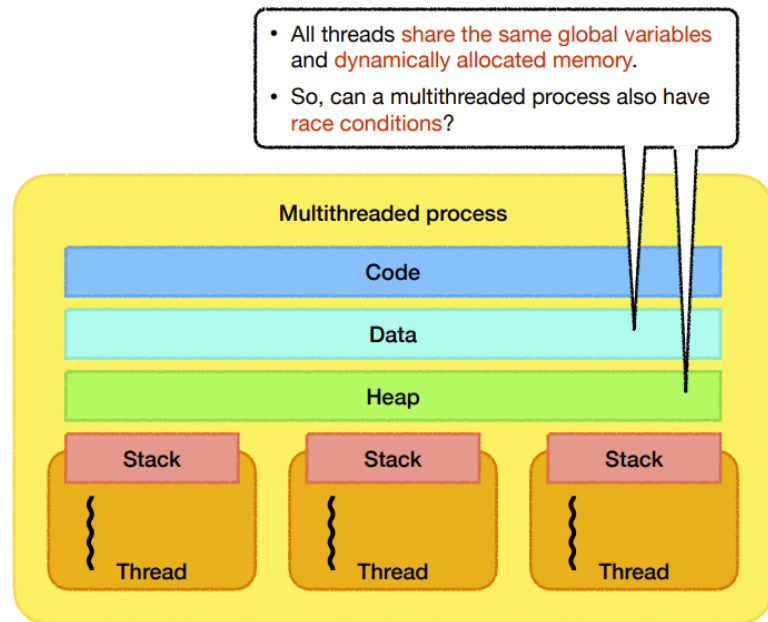 • All threads share the same global variables
and dynamically allocated memory.
• So, can a multithreaded process also have
race conditions?
Multithreaded process
Code
Data
Heap
Stack Stack Stack
Thread Thread Thread